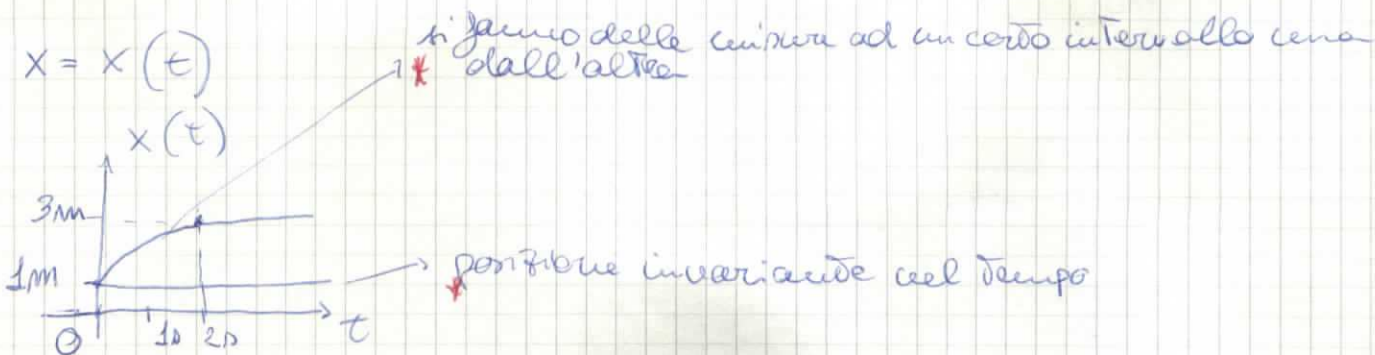 si fanno delle misure ad un certo intervallo una
x = x(t)
* dall'altra
x(t)
3m
1m
* posizione invariante nel tempo
0 1s 2s t